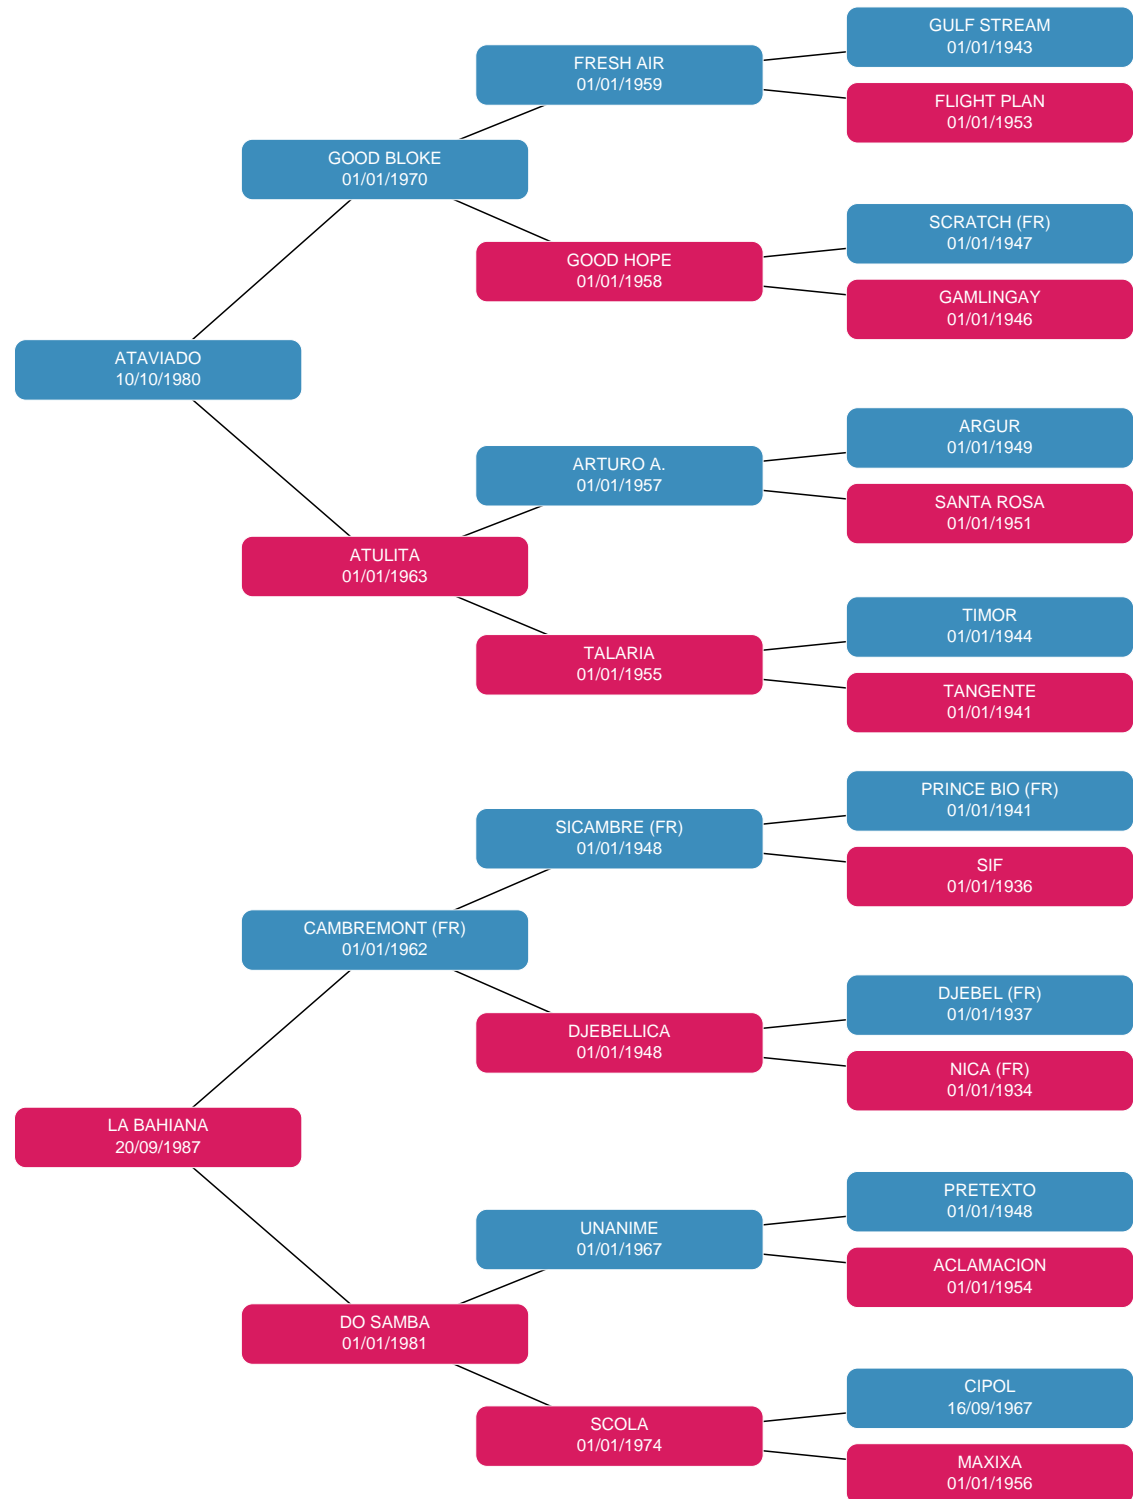 GULF STREAM
01/01/1943
FRESH AIR
01/01/1959
FLIGHT PLAN
01/01/1953
GOOD BLOKE
01/01/1970
SCRATCH (FR)
01/01/1947
GOOD HOPE
01/01/1958
GAMLINGAY
01/01/1946
ATAVIADO
10/10/1980
ARGUR
01/01/1949
ARTURO A.
01/01/1957
SANTA ROSA
01/01/1951
ATULITA
01/01/1963
TIMOR
01/01/1944
TALARIA
01/01/1955
TANGENTE
01/01/1941
PRINCE BIO (FR)
01/01/1941
SICAMBRE (FR)
01/01/1948
SIF
01/01/1936
CAMBREMONT (FR)
01/01/1962
DJEBEL (FR)
01/01/1937
DJEBELLICA
01/01/1948
NICA (FR)
01/01/1934
LA BAHIANA
20/09/1987
PRETEXTO
01/01/1948
UNANIME
01/01/1967
ACLAMACION
01/01/1954
DO SAMBA
01/01/1981
CIPOL
16/09/1967
SCOLA
01/01/1974
MAXIXA
01/01/1956